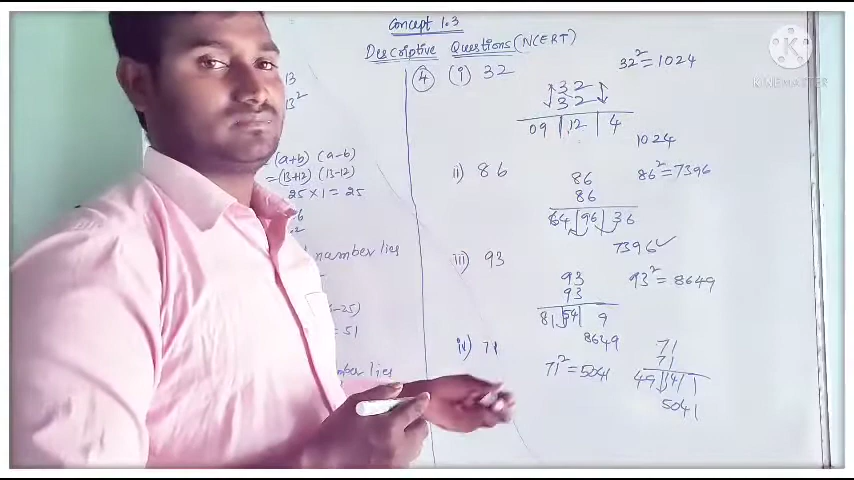 Concept 1.3
Descriptive Questions (NCERT)
13
13²
(a+b) (a-b)
=(13+12) (13-12)
25×1 = 25
number lies
-25)
= 51
number lies
④ (i) 32
32² = 1024
32
32
09 | 12 | 4
1024
ii) 86
86
86
86² = 7396
64 | 96 | 36
7396✓
iii) 93
93
93
93² = 8649
81 | 54 | 9
8649
iv) 71
71² = 5041
71
71
49 | 14 | 1
5041
K
KINEMASTER